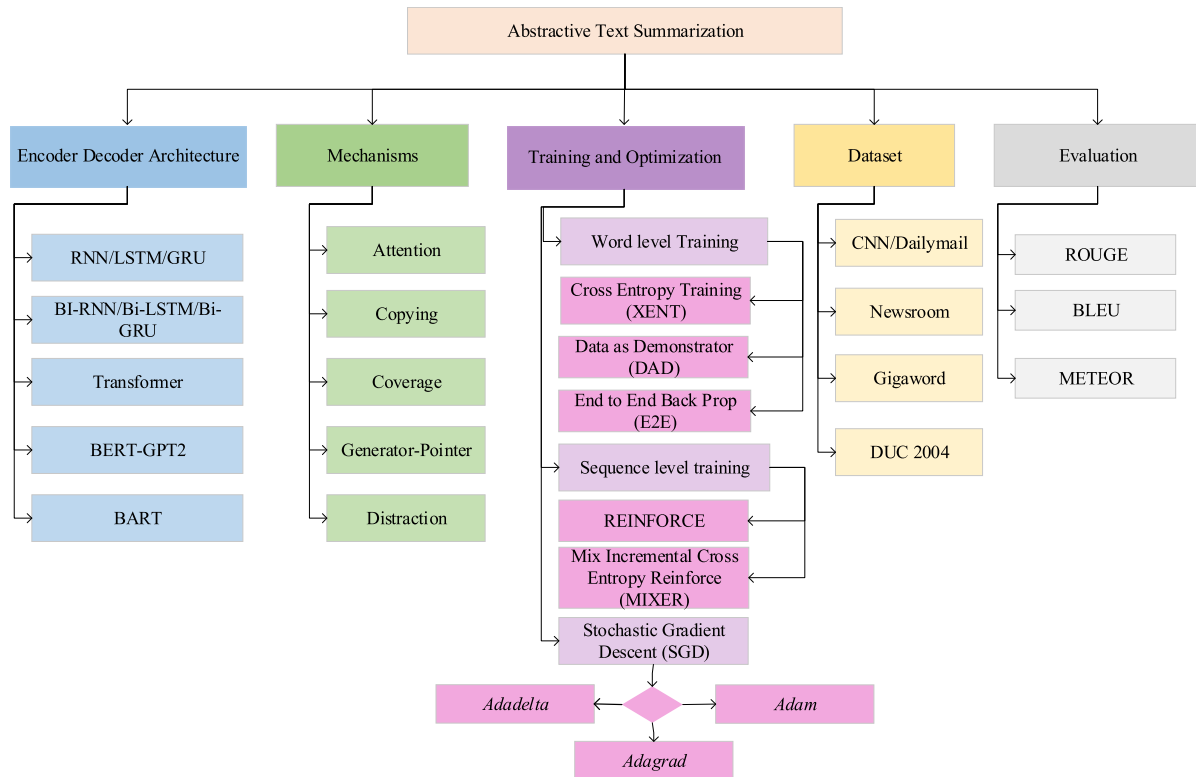 Abstractive Text Summarization
Encoder Decoder Architecture
RNN/LSTM/GRU
BI-RNN/Bi-LSTM/Bi-
GRU
Transformer
BERT-GPT2
BART
Mechanisms
Attention
Copying
Coverage
Generator-Pointer
Distraction
Training and Optimization
Word level Training
Cross Entropy Training
(XENT)
Data as Demonstrator
(DAD)
End to End Back Prop
(E2E)
Sequence level training
REINFORCE
Mix Incremental Cross
Entropy Reinforce
(MIXER)
Stochastic Gradient
Descent (SGD)
Adadelta
Adam
Adagrad
Dataset
CNN/Dailymail
Newsroom
Gigaword
DUC 2004
Evaluation
ROUGE
BLEU
METEOR